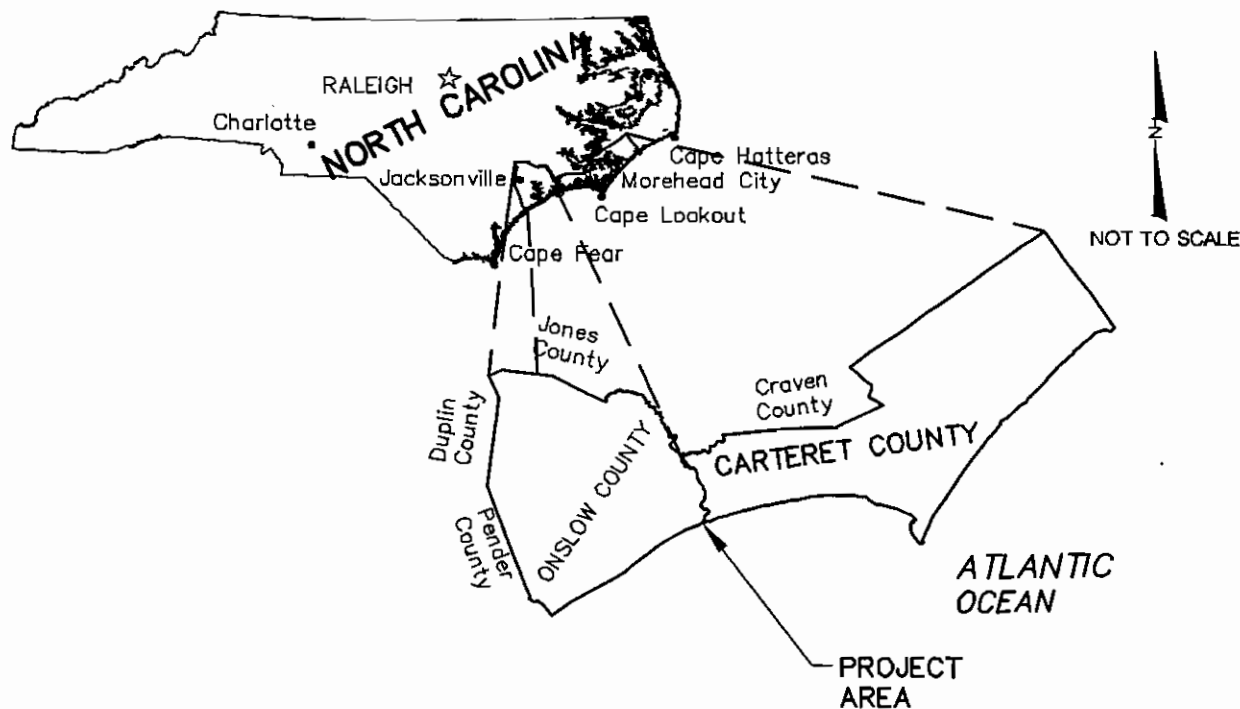 RALEIGH
NORTH CAROLINA
Charlotte
Cape Hatteras
Jacksonville
Morehead City
Cape Lookout
Cape Fear
N
NOT TO SCALE
Jones
County
Craven
County
Duplin
County
CARTERET COUNTY
ONSLOW COUNTY
Pender
County
ATLANTIC
OCEAN
PROJECT
AREA